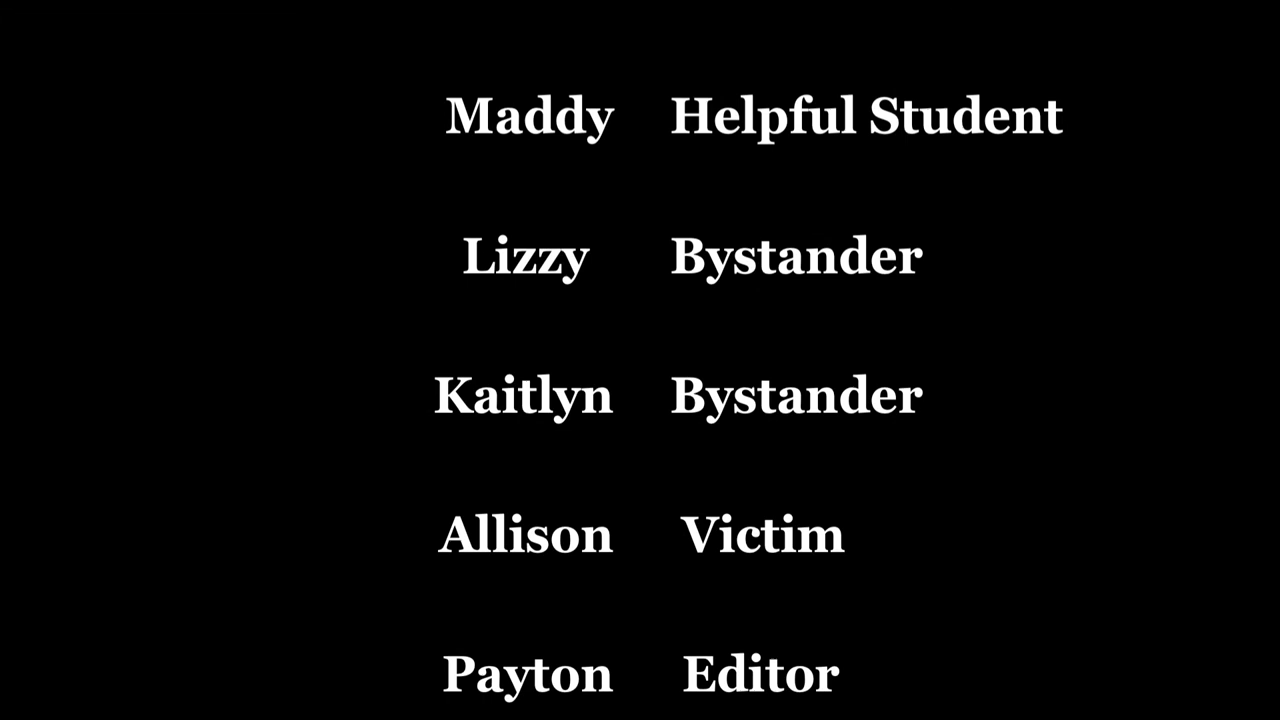 Maddy Helpful Student
Lizzy Bystander
Kaitlyn Bystander
Allison Victim
Payton Editor